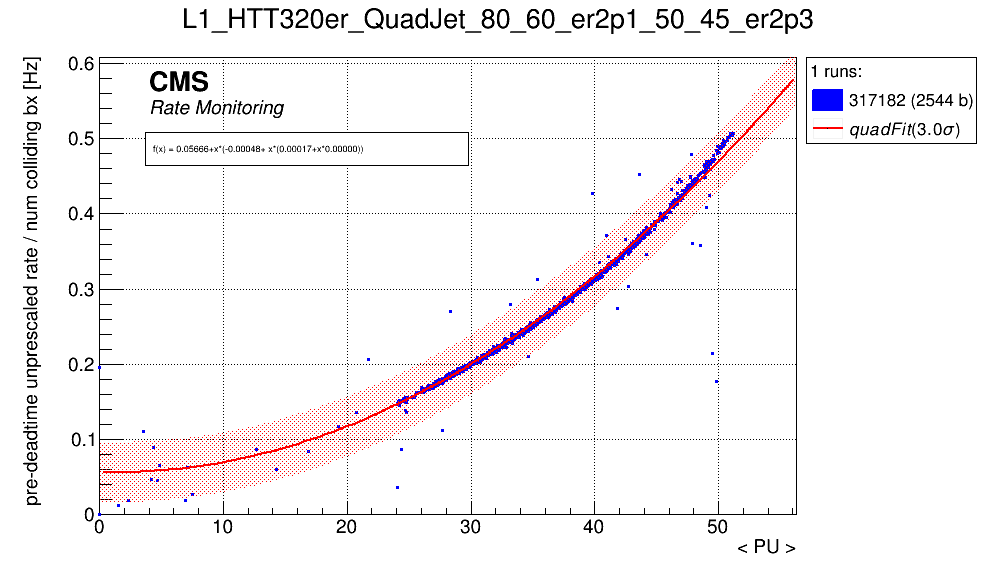 L1_HTT320er_QuadJet_80_60_er2p1_50_45_er2p3
pre-deadtime unprescaled rate / num colliding bx [Hz]
0.6
0.5
0.4
0.3
0.2
0.1
0
CMS
Rate Monitoring
f(x) = 0.05666+x*(-0.00048+ x*(0.00017+x*0.00000))
0 10 20 30 40 50
< PU >
1 runs:
317182 (2544 b)
quadFit(3.0σ)